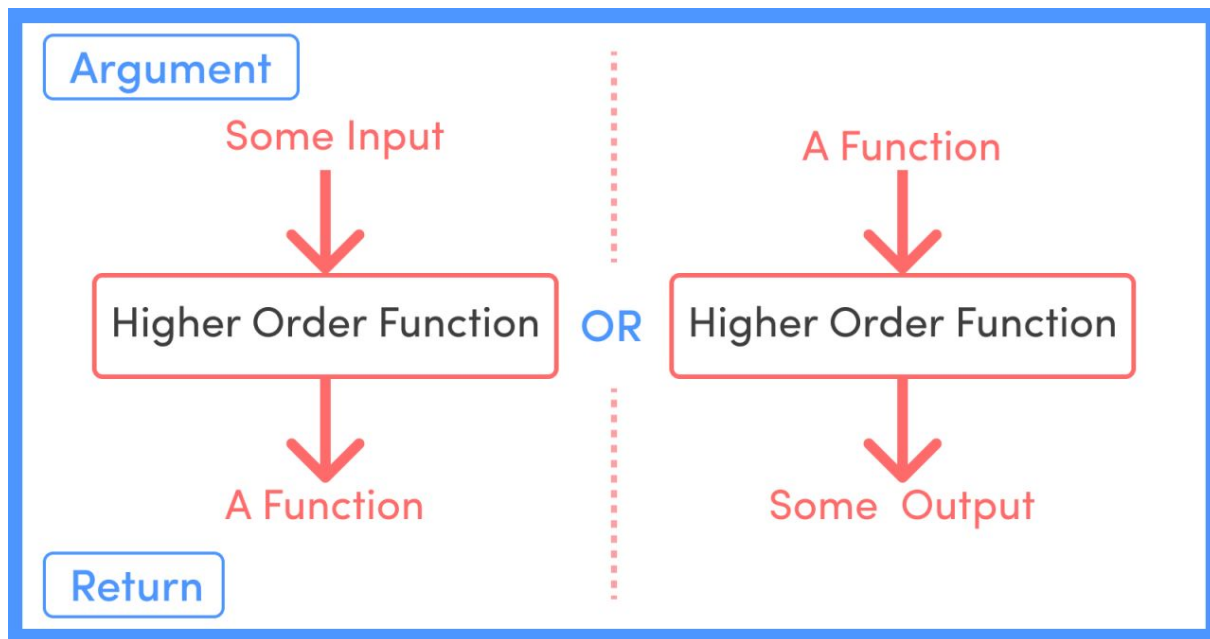 Argument
Some Input
A Function
Higher Order Function
OR
Higher Order Function
A Function
Some Output
Return